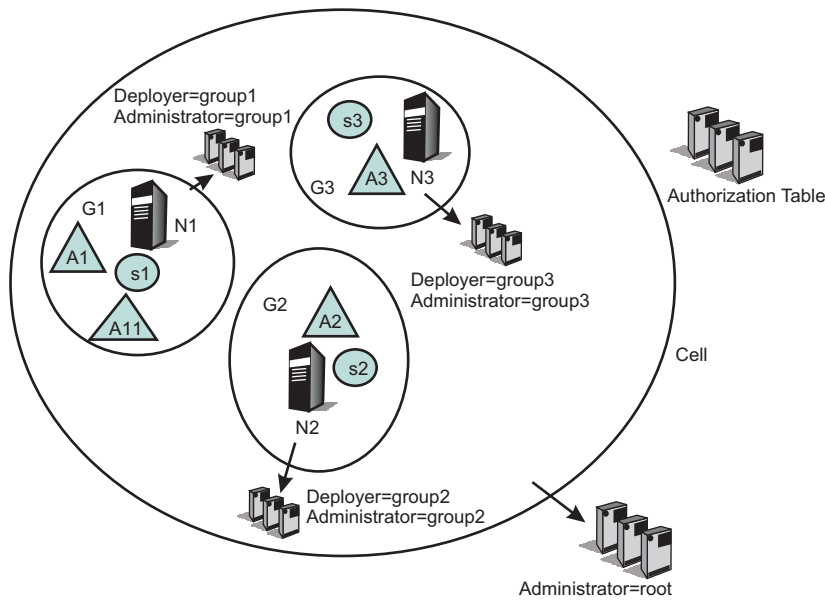 Deployer=group1
Administrator=group1
s3
G3
A3
N3
Authorization Table
G1
N1
A1
s1
A11
Deployer=group3
Administrator=group3
G2
A2
s2
N2
Cell
Deployer=group2
Administrator=group2
Administrator=root